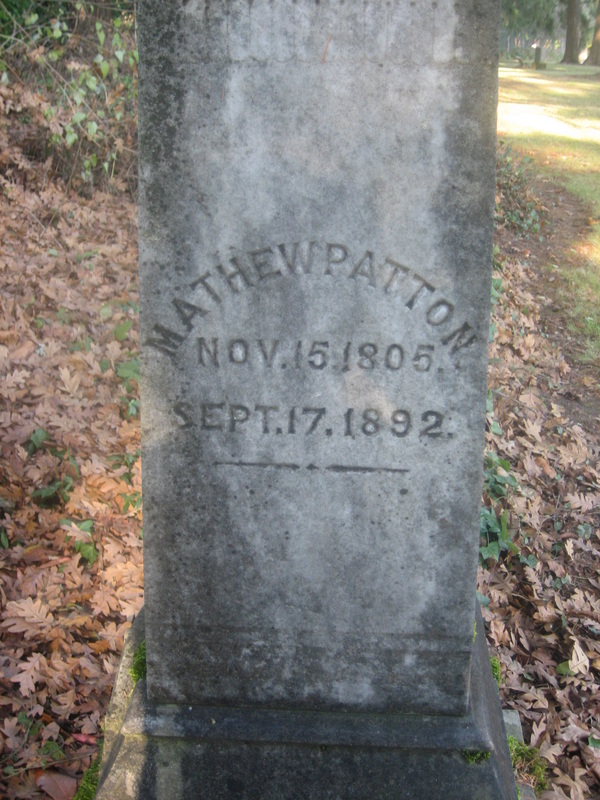 MATHEW PATTON
NOV. 15. 1805.
SEPT. 17. 1892.